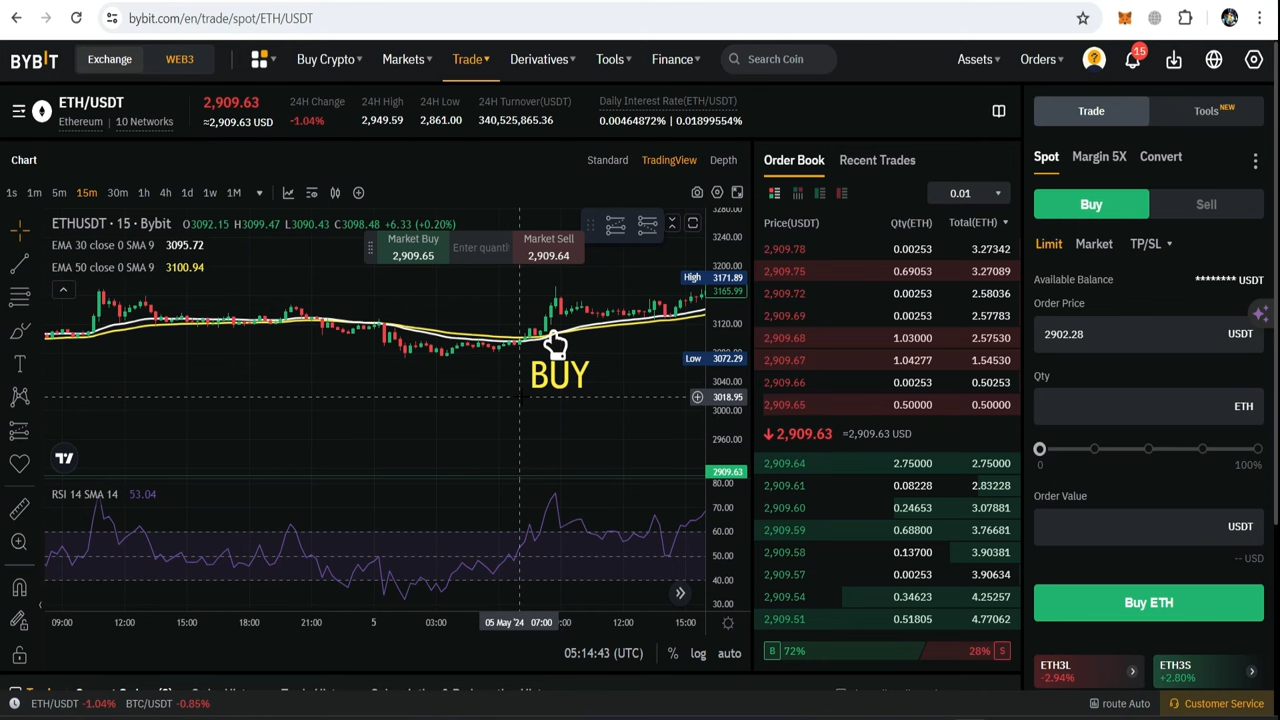 bybit.com/en/trade/spot/ETH/USDT
BYBIT Exchange WEB3 Buy Crypto Markets Trade Derivatives Tools Finance Search Coin Assets Orders 15
ETH/USDT
Ethereum 10 Networks
2,909.63
≈2,909.63 USD
24H Change
-1.04%
24H High
2,949.59
24H Low
2,861.00
24H Turnover(USDT)
340,525,865.36
Daily Interest Rate(ETH/USDT)
0.00464872% | 0.01899554%
Chart
Standard TradingView Depth
1s 1m 5m 15m 30m 1h 4h 1d 1w 1M
ETHUSDT · 15 · Bybit O3092.15 H3099.47 L3090.43 C3098.48 +6.33 (+0.20%)
EMA 30 close 0 SMA 9 3095.72
EMA 50 close 0 SMA 9 3100.94
Market Buy
2,909.65
Enter quanti
Market Sell
2,909.64
3280.00
3240.00
3200.00
High 3171.89
3165.99
3120.00
Low 3072.29
3040.00
3018.95
3000.00
2960.00
2909.63
BUY
RSI 14 SMA 14 53.04
80.00
70.00
60.00
50.00
40.00
30.00
09:00 12:00 15:00 18:00 21:00 5 03:00 05 May '24 07:00 :00 12:00 15:00
05:14:43 (UTC) % log auto
Order Book Recent Trades
0.01
Price(USDT) Qty(ETH) Total(ETH)
2,909.78 0.00253 3.27342
2,909.75 0.69053 3.27089
2,909.72 0.00253 2.58036
2,909.69 0.00253 2.57783
2,909.68 1.03000 2.57530
2,909.67 1.04277 1.54530
2,909.66 0.00253 0.50253
2,909.65 0.50000 0.50000
2,909.63 ≈2,909.63 USD
2,909.64 2.75000 2.75000
2,909.61 0.08228 2.83228
2,909.60 0.24653 3.07881
2,909.59 0.68800 3.76681
2,909.58 0.13700 3.90381
2,909.57 0.00253 3.90634
2,909.54 0.34623 4.25257
2,909.51 0.51805 4.77062
B 72% 28% S
Trade Tools NEW
Spot Margin 5X Convert
Buy Sell
Limit Market TP/SL
Available Balance ******** USDT
Order Price
2902.28 USDT
Qty
ETH
0 100%
Order Value
USDT
-- USD
Buy ETH
ETH3L
-2.94%
ETH3S
+2.80%
ETH/USDT -1.04% BTC/USDT -0.85% route Auto Customer Service